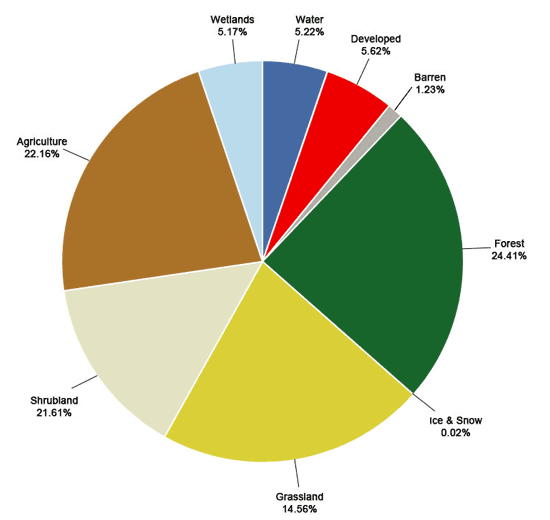 Wetlands
5.17%
Water
5.22%
Developed
5.62%
Barren
1.23%
Agriculture
22.16%
Forest
24.41%
Shrubland
21.61%
Ice & Snow
0.02%
Grassland
14.56%